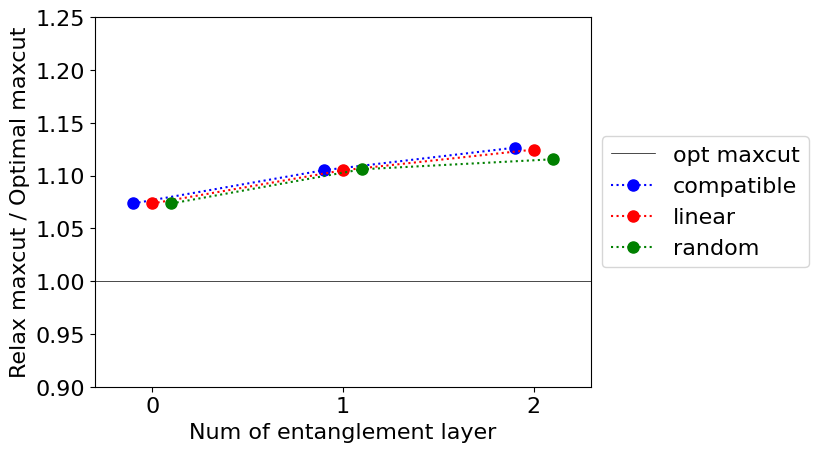 Relax maxcut / Optimal maxcut
1.25
1.20
1.15
1.10
1.05
1.00
0.95
0.90
0
1
2
Num of entanglement layer
opt maxcut
compatible
linear
random